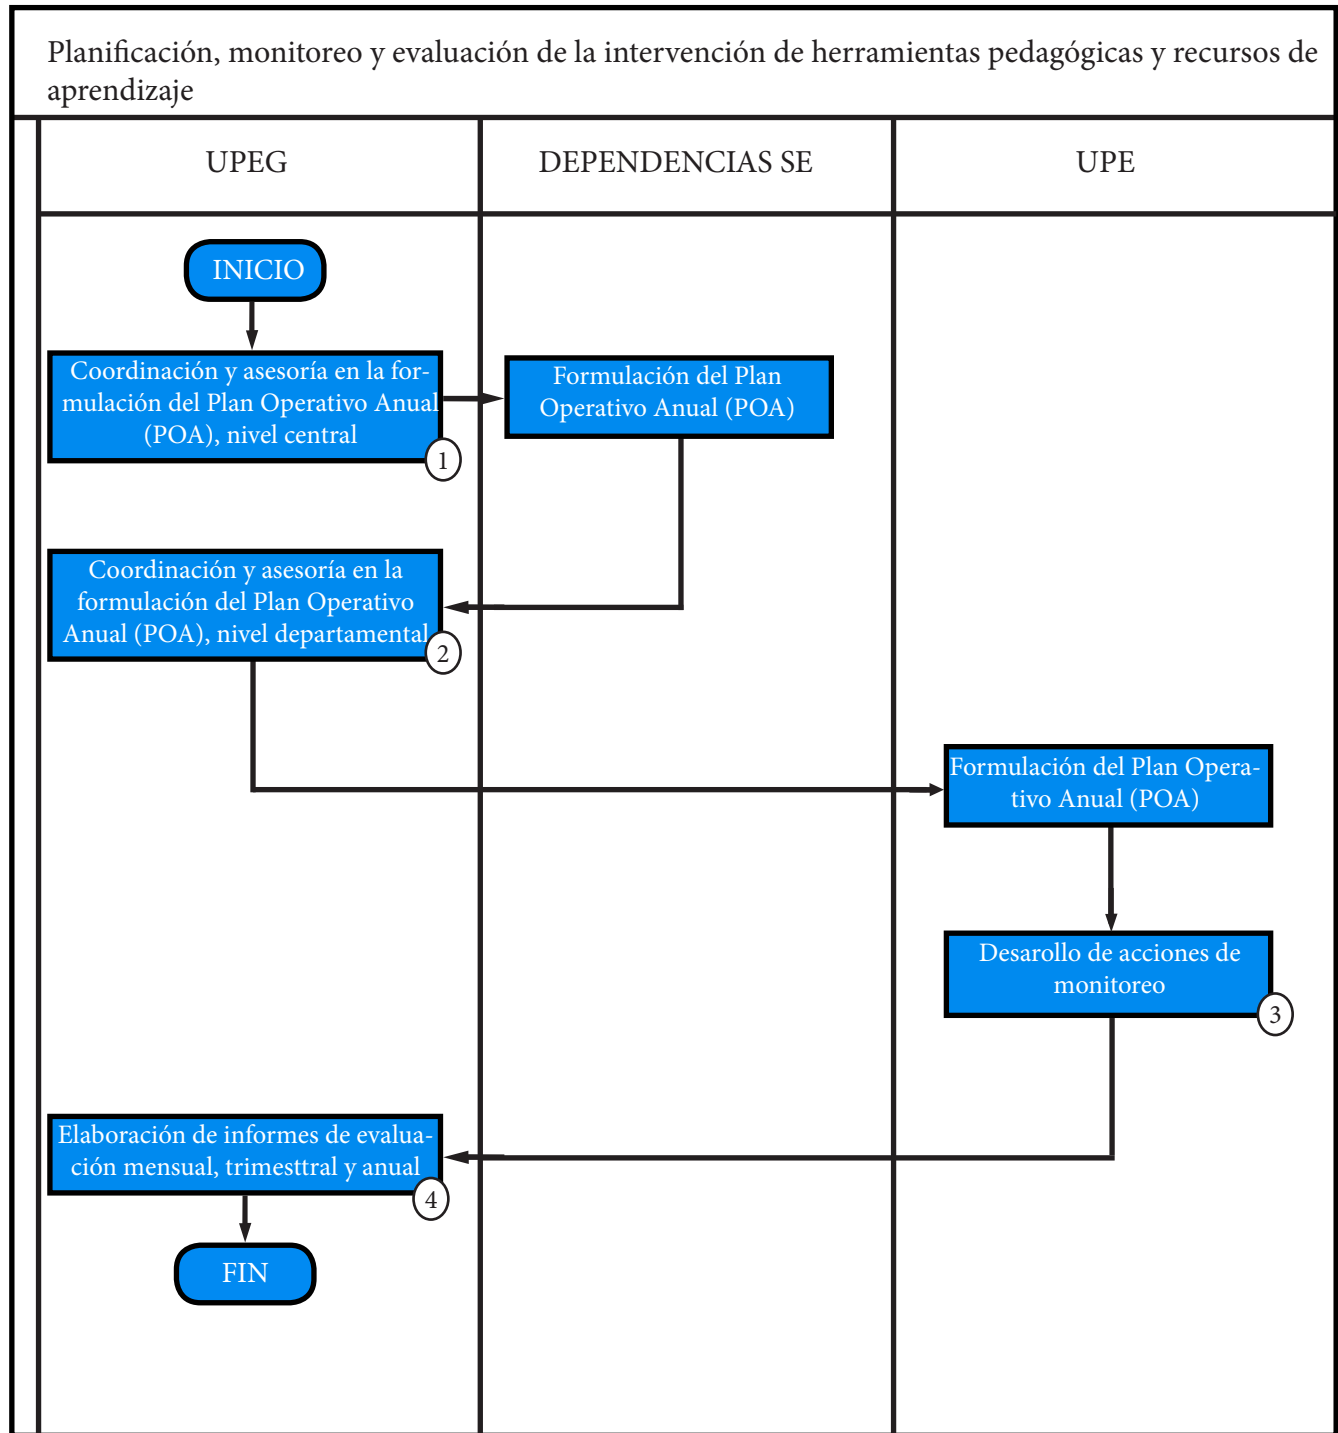 Planificación, monitoreo y evaluación de la intervención de herramientas pedagógicas y recursos de
aprendizaje
UPEG
DEPENDENCIAS SE
UPE
INICIO
Coordinación y asesoría en la for-
mulación del Plan Operativo Anual
(POA), nivel central
1
Formulación del Plan
Operativo Anual (POA)
Coordinación y asesoría en la
formulación del Plan Operativo
Anual (POA), nivel departamental
2
Formulación del Plan Opera-
tivo Anual (POA)
Desarollo de acciones de
monitoreo
3
Elaboración de informes de evalua-
ción mensual, trimesttral y anual
4
FIN